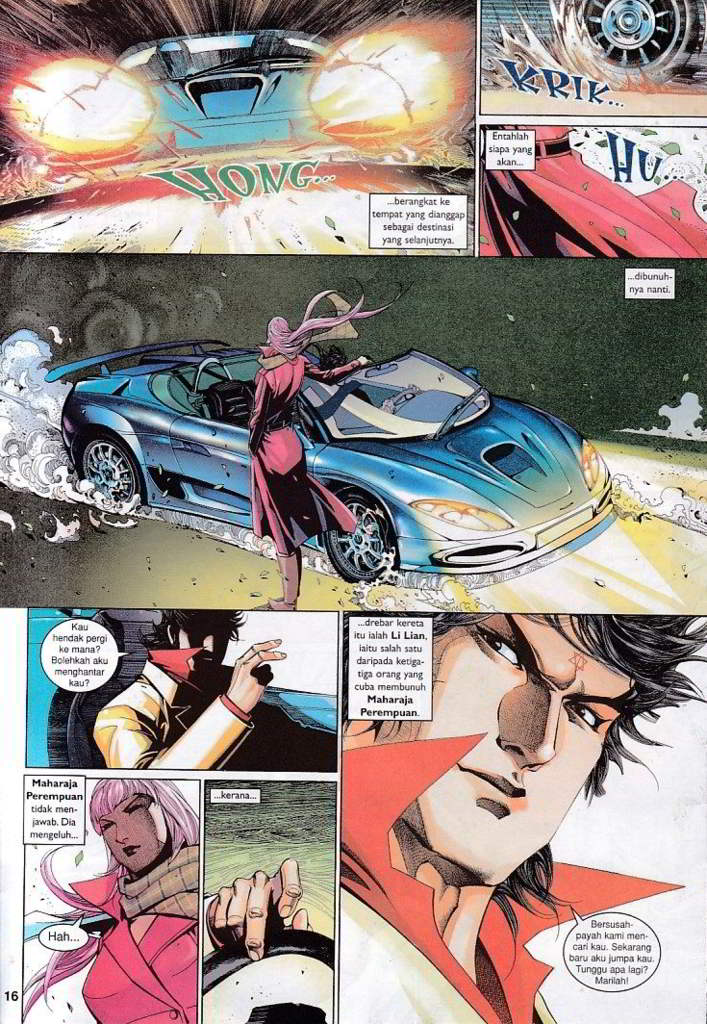 HONG...
...berangkat ke
tempat yang dianggap
sebagai destinasi
yang selanjutnya.
KRIK...
Entahlah
siapa yang
akan...
HU...
...dibunuh-
nya nanti.
Kau
hendak pergi
ke mana?
Bolehkah aku
menghantar
kau?
Maharaja
Perempuan
tidak men-
jawab. Dia
mengeluh...
Hah...
...kerana...
...drebar kereta
itu ialah Li Lian,
iaitu salah satu
daripada ketiga-
tiga orang yang
cuba membunuh
Maharaja
Perempuan.
Bersusah-
payah kami men-
cari kau. Sekarang
baru aku jumpa kau.
Tunggu apa lagi?
Marilah!
16